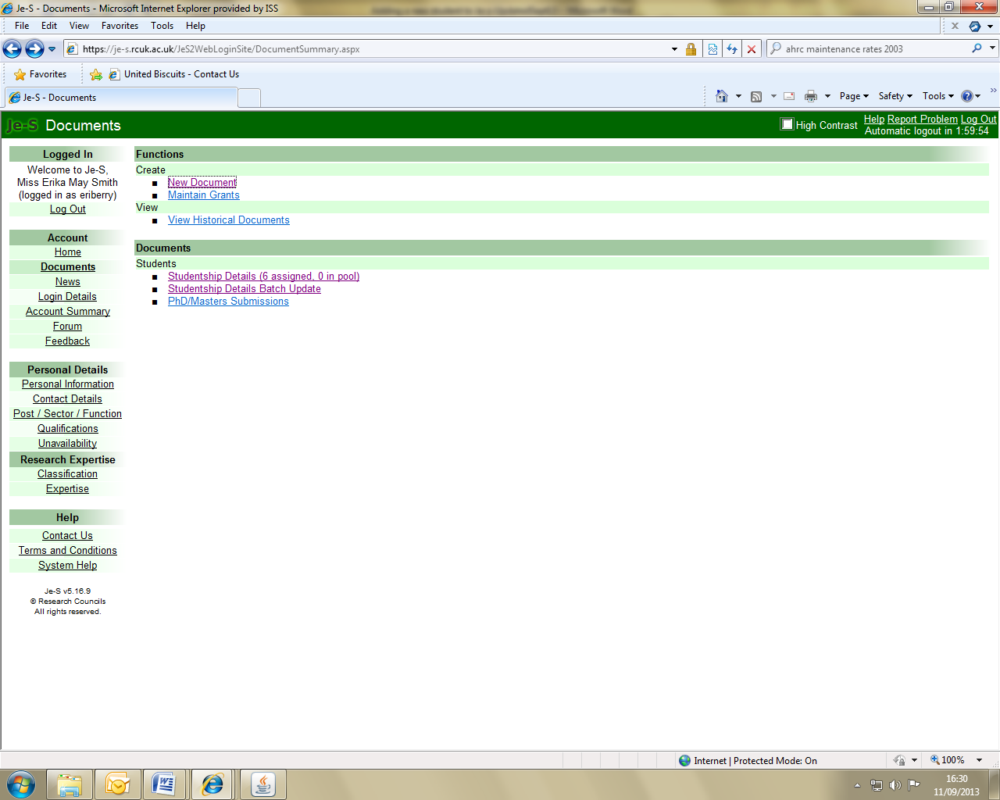 Je-S - Documents - Microsoft Internet Explorer provided by ISS
File Edit View Favorites Tools Help
https://je-s.rcuk.ac.uk/JeS2WebLoginSite/DocumentSummary.aspx
ahrc maintenance rates 2003
Favorites
United Biscuits - Contact Us
Je-S - Documents
Page Safety Tools
Je-S Documents
High Contrast
Help Report Problem Log Out
Automatic logout in 1:59:54
Logged In
Welcome to Je-S,
Miss Erika May Smith
(logged in as eriberry)
Log Out
Account
Home
Documents
News
Login Details
Account Summary
Forum
Feedback
Personal Details
Personal Information
Contact Details
Post / Sector / Function
Qualifications
Unavailability
Research Expertise
Classification
Expertise
Help
Contact Us
Terms and Conditions
System Help
Je-S v5.16.9
© Research Councils
All rights reserved.
Functions
Create
New Document
Maintain Grants
View
View Historical Documents
Documents
Students
Studentship Details (6 assigned, 0 in pool)
Studentship Details Batch Update
PhD/Masters Submissions
Internet | Protected Mode: On
100%
16:30
11/09/2013